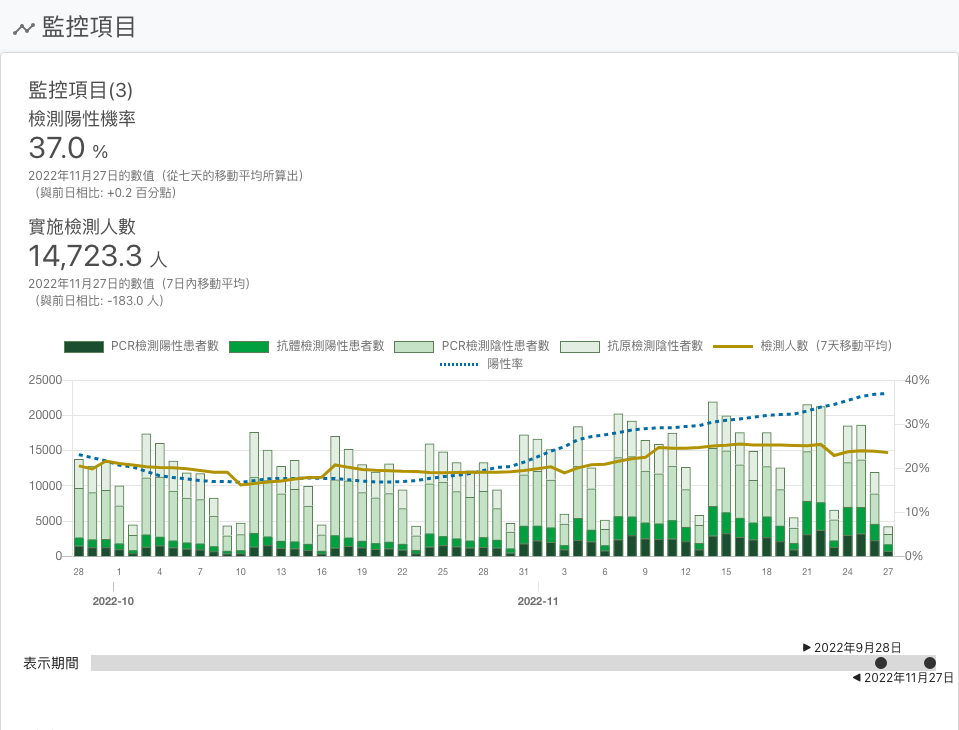 監控項目
監控項目(3)
檢測陽性機率
37.0 %
2022年11月27日的數值（從七天的移動平均所算出）
（與前日相比: +0.2 百分點）
實施檢測人數
14,723.3 人
2022年11月27日的數值（7日內移動平均）
（與前日相比: -183.0 人）
PCR檢測陽性患者數 抗體檢測陽性患者數 PCR檢測陰性患者數 抗原檢測陰性者數 檢測人數（7天移動平均）
陽性率
25000 40%
20000
30%
15000
20%
10000
10%
5000
0 0%
28 1 4 7 10 13 16 19 22 25 28 31 3 6 9 12 15 18 21 24 27
2022-10 2022-11
▶ 2022年9月28日
表示期間
◀ 2022年11月27日